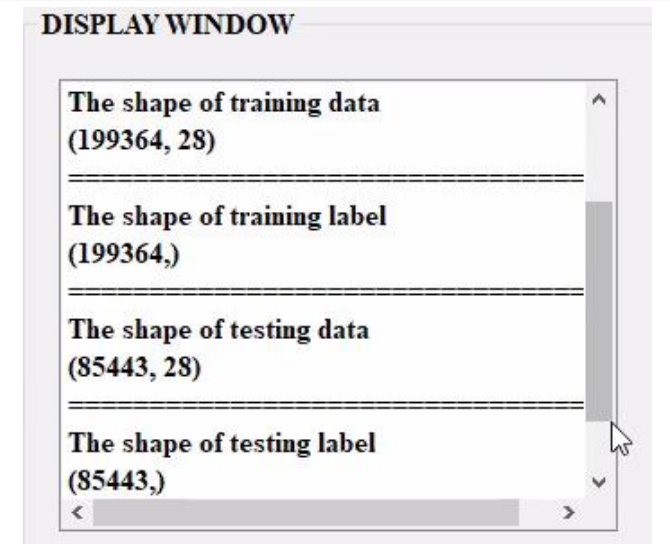 DISPLAY WINDOW
The shape of training data
(199364, 28)
================================
The shape of training label
(199364,)
================================
The shape of testing data
(85443, 28)
================================
The shape of testing label
(85443,)